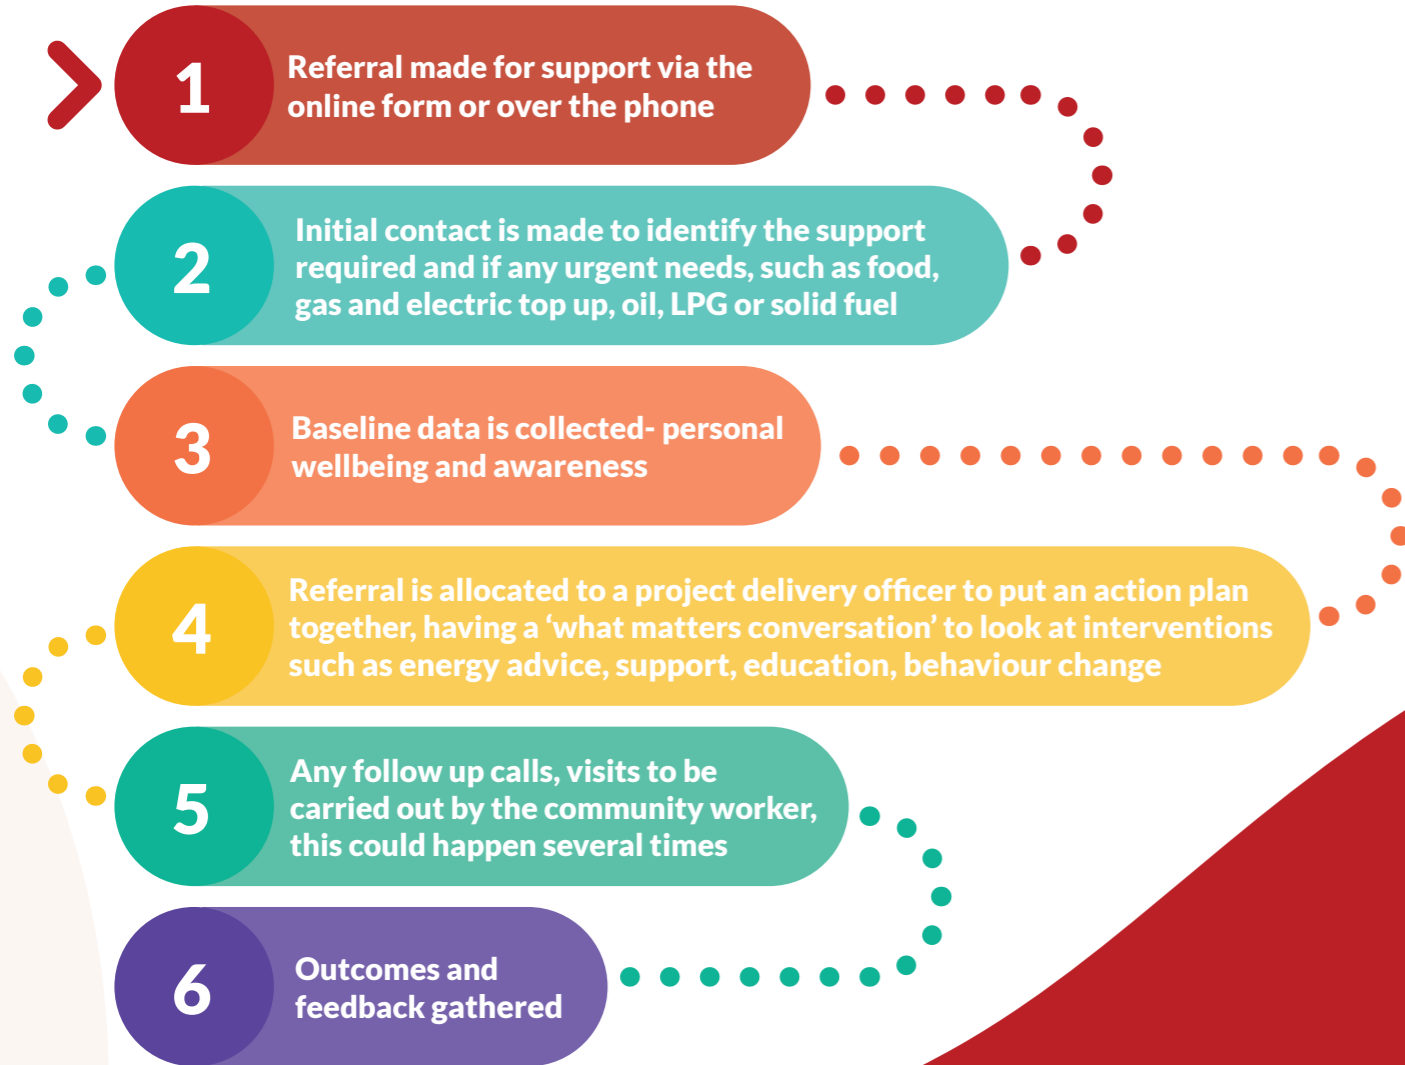 1
Referral made for support via the
online form or over the phone
2
Initial contact is made to identify the support
required and if any urgent needs, such as food,
gas and electric top up, oil, LPG or solid fuel
3
Baseline data is collected- personal
wellbeing and awareness
4
Referral is allocated to a project delivery officer to put an action plan
together, having a ‘what matters conversation’ to look at interventions
such as energy advice, support, education, behaviour change
5
Any follow up calls, visits to be
carried out by the community worker,
this could happen several times
6
Outcomes and
feedback gathered